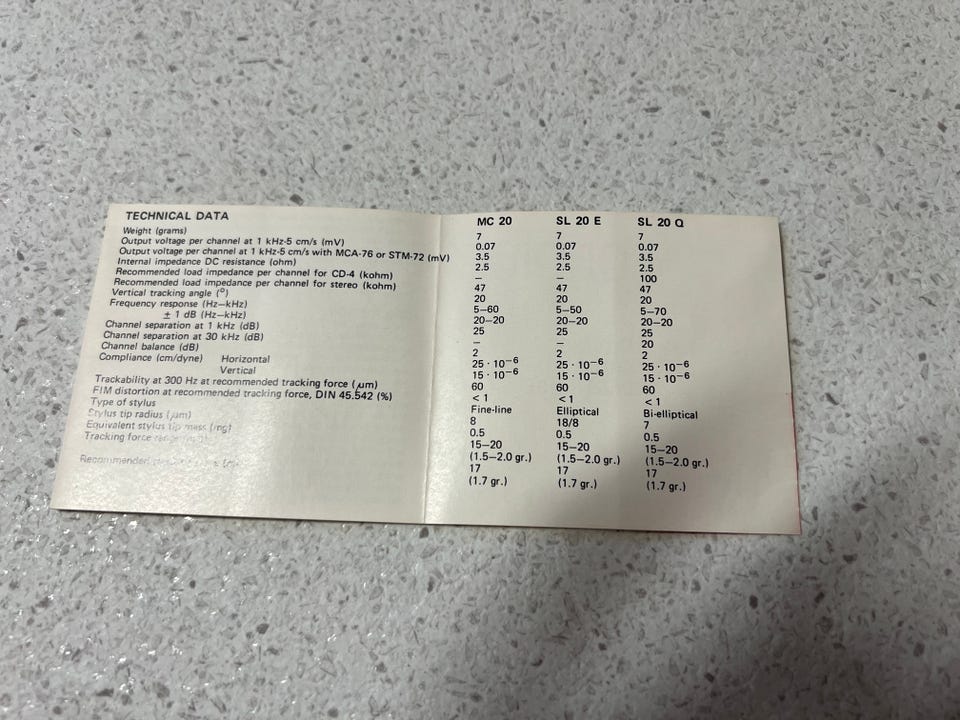 TECHNICAL DATA MC 20 SL 20 E SL 20 Q
Weight (grams) 7 7 7
Output voltage per channel at 1 kHz-5 cm/s (mV) 0.07 0.07 0.07
Output voltage per channel at 1 kHz-5 cm/s with MCA-76 or STM-72 (mV) 3.5 3.5 3.5
Internal impedance DC resistance (ohm) 2.5 2.5 2.5
Recommended load impedance per channel for CD-4 (kohm) – – 100
Recommended load impedance per channel for stereo (kohm) 47 47 47
Vertical tracking angle (°) 20 20 20
Frequency response (Hz–kHz) 5–60 5–50 5–70
± 1 dB (Hz–kHz) 20–20 20–20 20–20
Channel separation at 1 kHz (dB) 25 25 25
Channel separation at 30 kHz (dB) – – 20
Channel balance (dB) 2 2 2
Compliance (cm/dyne) Horizontal 25 · 10⁻⁶ 25 · 10⁻⁶ 25 · 10⁻⁶
Vertical 15 · 10⁻⁶ 15 · 10⁻⁶ 15 · 10⁻⁶
Trackability at 300 Hz at recommended tracking force (μm) 60 60 60
FIM distortion at recommended tracking force, DIN 45.542 (%) < 1 < 1 < 1
Type of stylus Fine-line Elliptical Bi-elliptical
Stylus tip radius (μm) 8 18/8 7
Equivalent stylus tip mass (mg) 0.5 0.5 0.5
Tracking force 15–20 15–20 15–20
(1.5–2.0 gr.) (1.5–2.0 gr.) (1.5–2.0 gr.)
Recommended 17 17 17
(1.7 gr.) (1.7 gr.) (1.7 gr.)